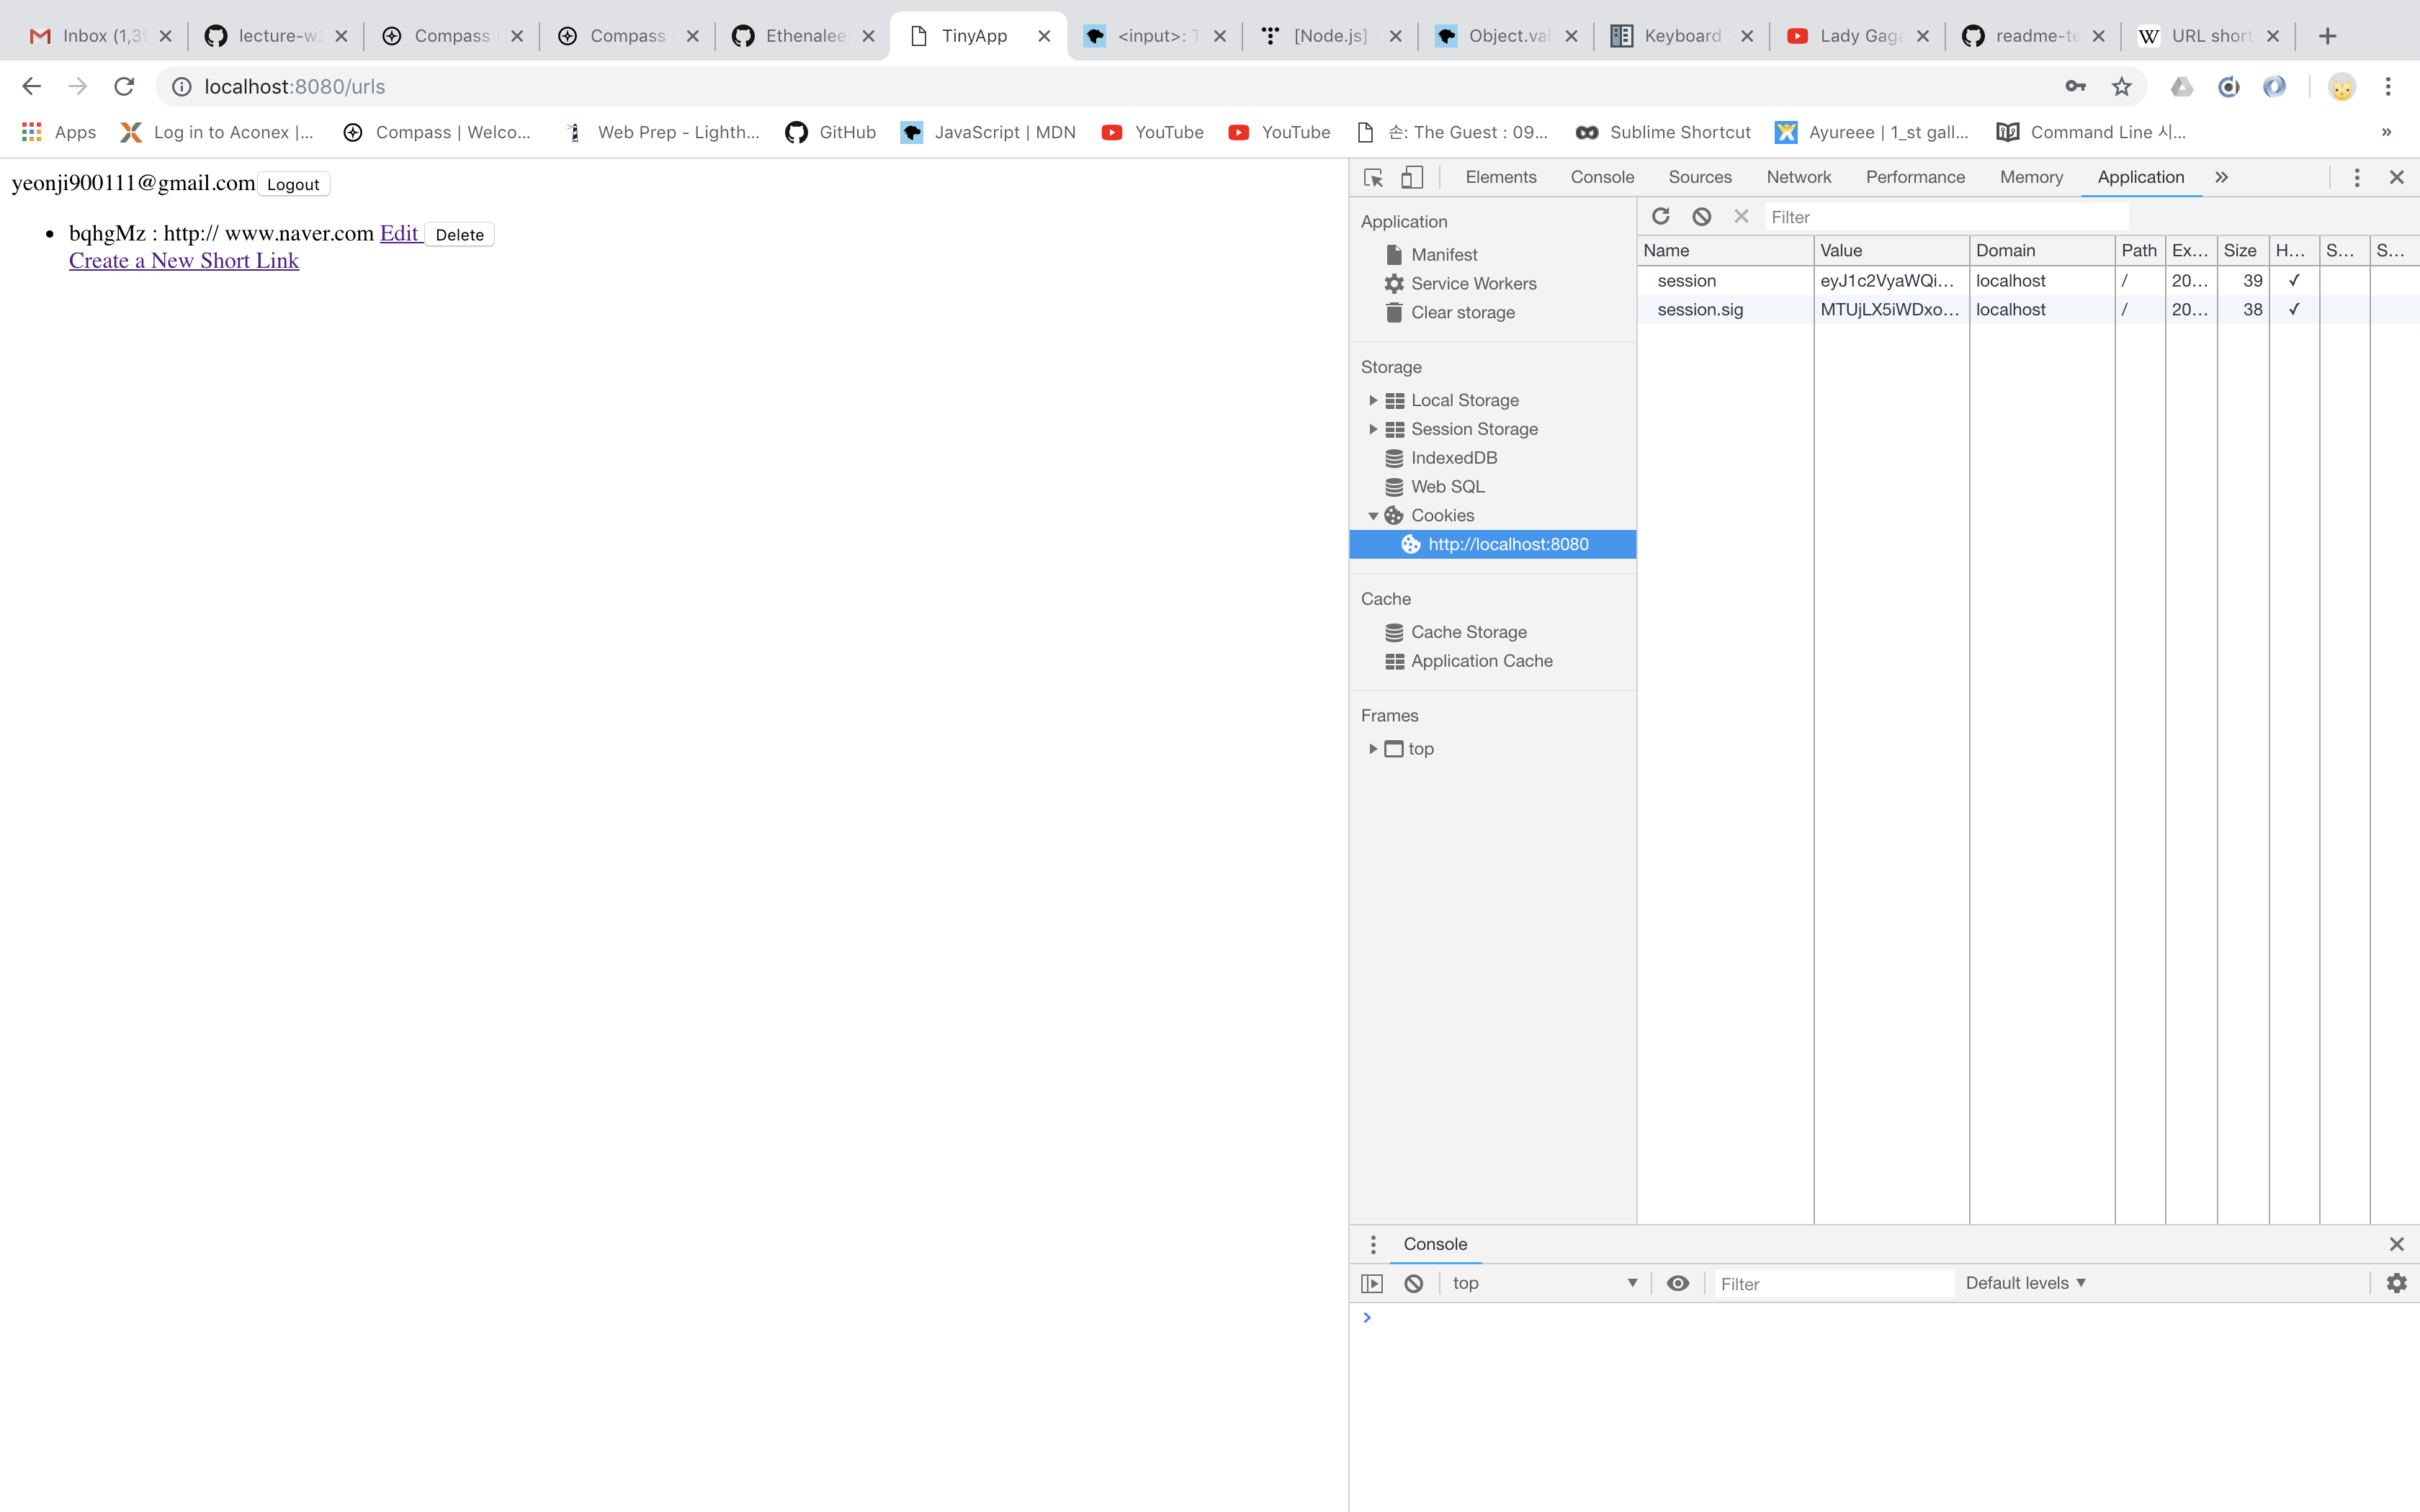 Inbox (1,39 lecture-w2 Compass Compass Ethenalee/ TinyApp <input>: T [Node.js] Object.val Keyboard Lady Gaga readme-te URL short
localhost:8080/urls
Apps Log in to Aconex |... Compass | Welco... Web Prep - Lighth... GitHub JavaScript | MDN YouTube YouTube 손: The Guest : 09... Sublime Shortcut Ayureee | 1_st gall... Command Line 시... »
yeonji900111@gmail.com Logout
• bqhgMz : http:// www.naver.com Edit Delete
Create a New Short Link
Elements Console Sources Network Performance Memory Application »
Application
Manifest
Service Workers
Clear storage
Storage
Local Storage
Session Storage
IndexedDB
Web SQL
Cookies
http://localhost:8080
Cache
Cache Storage
Application Cache
Frames
top
Filter
Name Value Domain Path Ex... Size H... S... S...
session eyJ1c2VyaWQi... localhost / 20... 39 ✓
session.sig MTUjLX5iWDxo... localhost / 20... 38 ✓
Console
top Filter Default levels